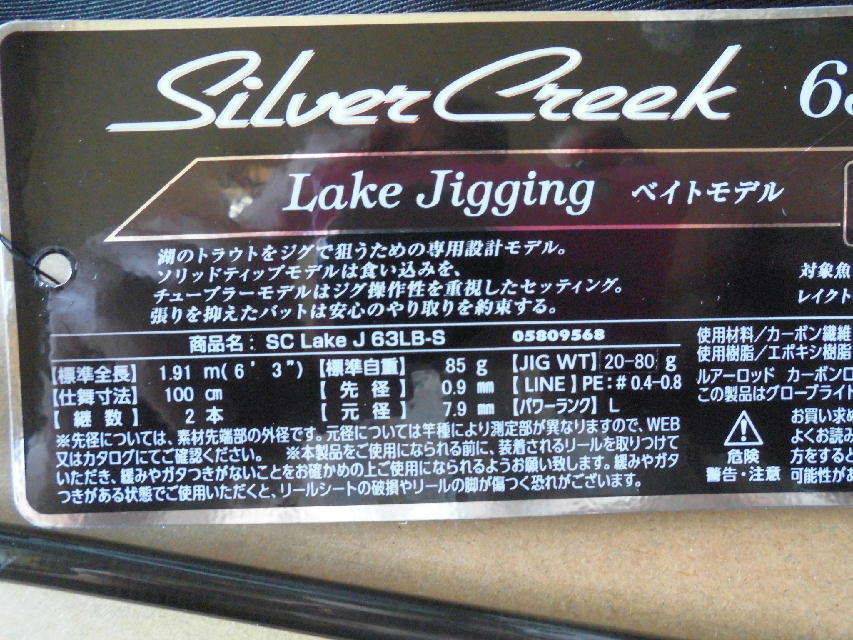 Silver Creek 6
Lake Jigging ベイトモデル
湖のトラウトをジグで狙うための専用設計モデル。
ソリッドティップモデルは食い込みを、
チューブラーモデルはジグ操作性を重視したセッティング。
張りを抑えたバットは安心のやり取りを約束する。
対象魚
レイクト
商品名: SC Lake J 63LB-S 05809568
【標準全長】 1.91 m(6' 3") 【標準自重】 85 g 【JIG WT】 20-80 g
【仕舞寸法】 100 cm 【先 径】 0.9 mm 【LINE】PE:#0.4-0.8
【継 数】 2 本 【元 径】 7.9 mm 【パワーランク】 L
※先径については、素材先端部の外径です。元径については竿種により測定部が異なりますので、WEB
又はカタログにてご確認ください。 ※本製品をご使用になられる前に、装着されるリールを取りつけて
いただき、緩みやガタつきがないことをお確かめの上ご使用になられるようお願い致します。緩みやガタ
つきがある状態でご使用いただくと、リールシートの破損やリールの脚が傷つく恐れがございます。
使用材料/カーボン繊維
使用樹脂/エポキシ樹脂
ルアーロッド カーボンロ
この製品はグローブライト
危険
警告・注意
お買い求め
よくお読み
方をすると
可能性があ